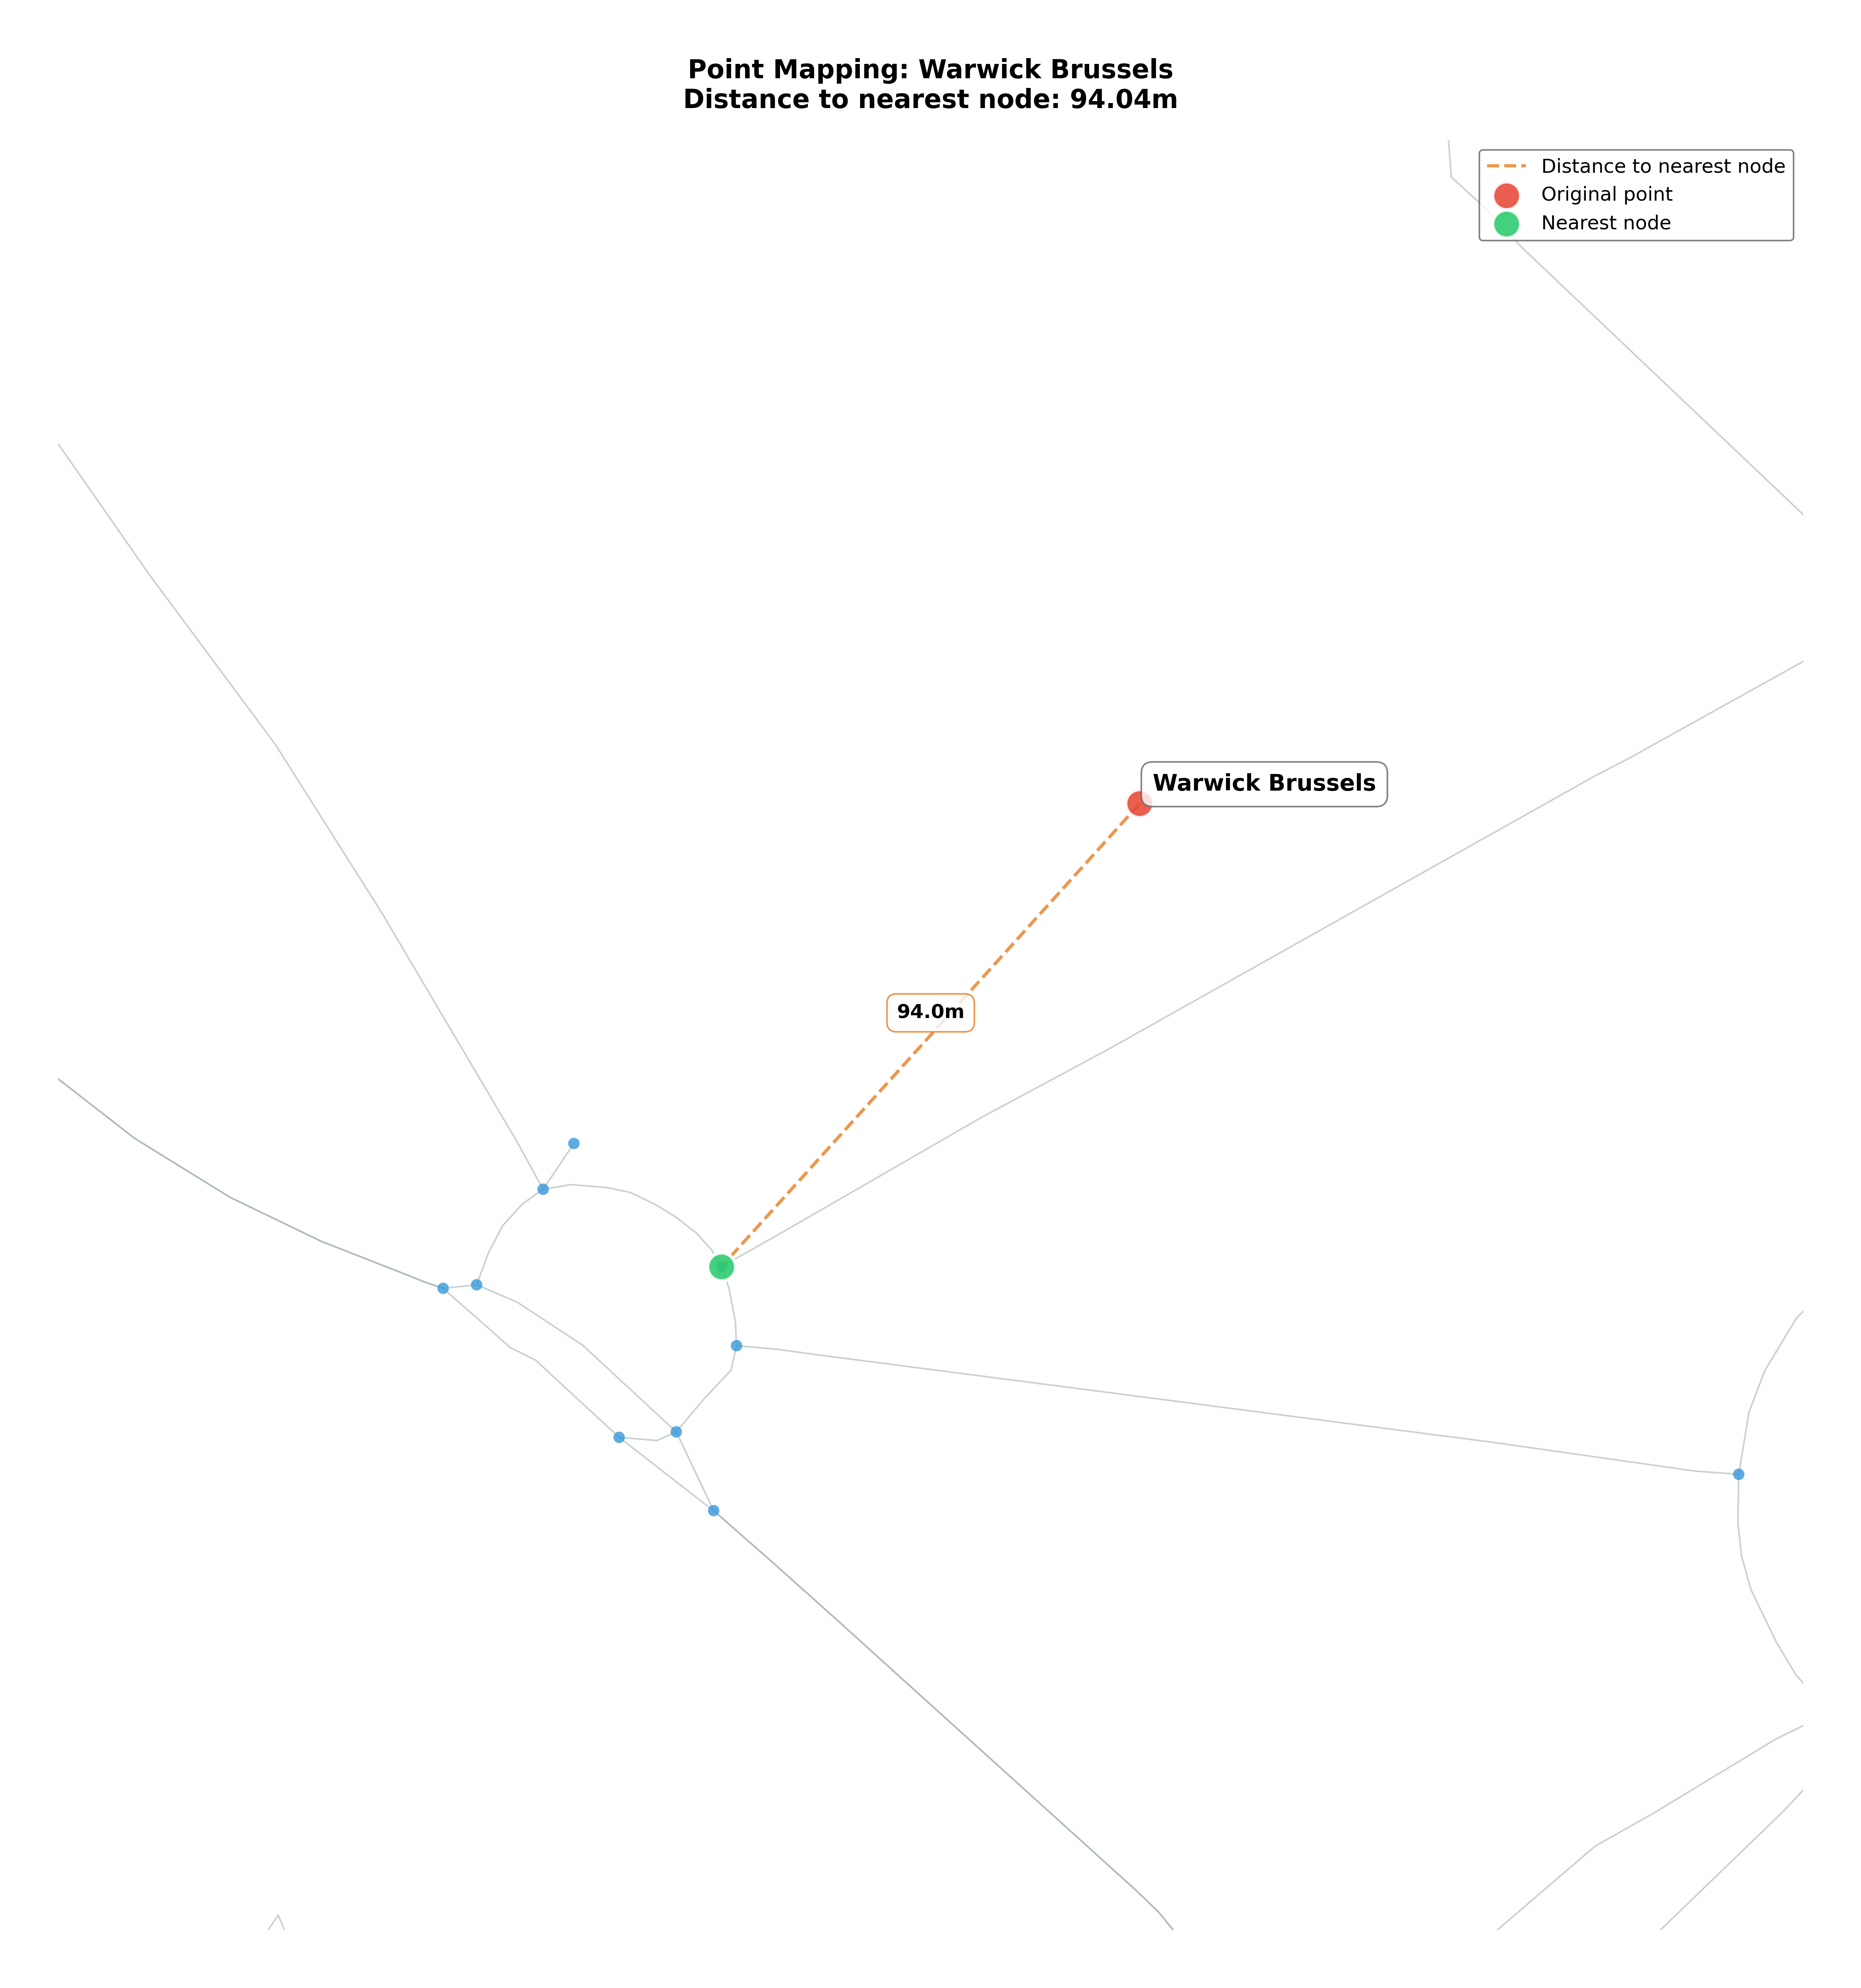 Point Mapping: Warwick Brussels
Distance to nearest node: 94.04m
Distance to nearest node
Original point
Nearest node
Warwick Brussels
94.0m